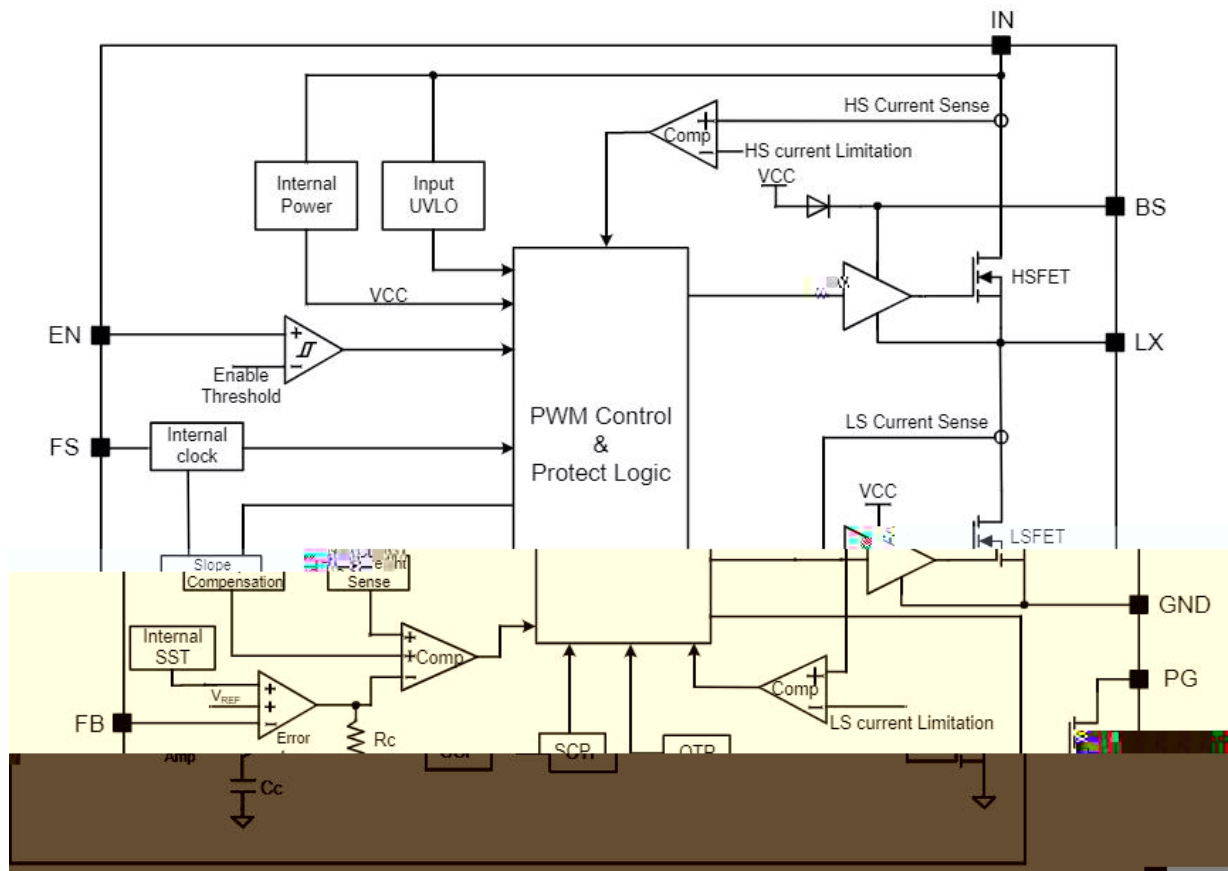 IN
HS Current Sense
Comp
HS current Limitation
VCC
BS
Internal
Power
Input
UVLO
HSFET
VCC
EN
LX
Enable
Threshold
FS
Internal
clock
PWM Control
&
Protect Logic
LS Current Sense
VCC
LSFET
Slope
Compensation
Sense
GND
Internal
SST
Comp
Comp
PG
VREF
FB
LS current Limitation
Error
Rc
SCP
OTP
Amp
Cc